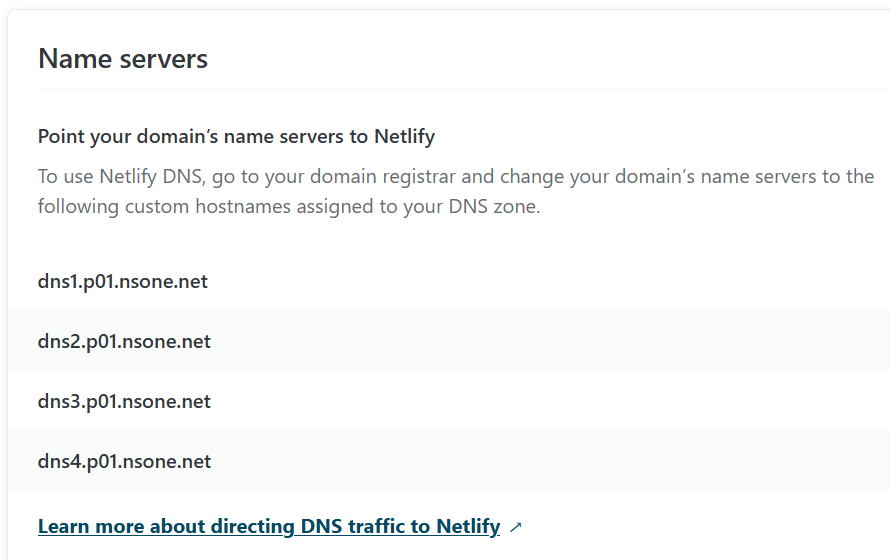 Name servers
Point your domain’s name servers to Netlify
To use Netlify DNS, go to your domain registrar and change your domain’s name servers to the
following custom hostnames assigned to your DNS zone.
dns1.p01.nsone.net
dns2.p01.nsone.net
dns3.p01.nsone.net
dns4.p01.nsone.net
Learn more about directing DNS traffic to Netlify ↗